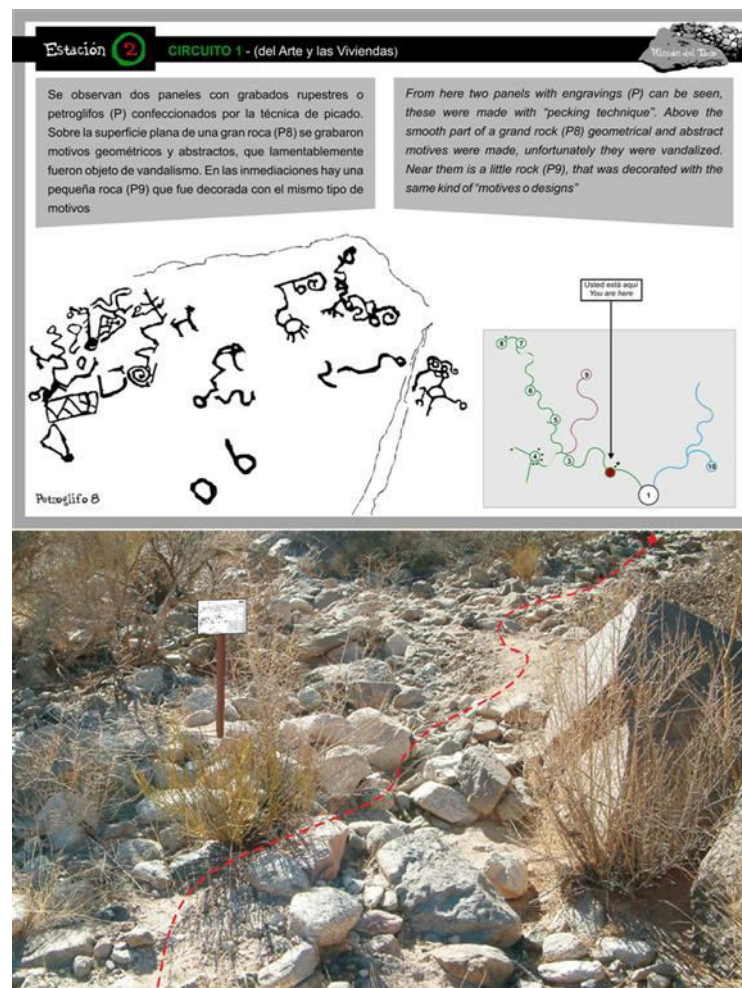 Estación 2 CIRCUITO 1 - (del Arte y las Viviendas)
Se observan dos paneles con grabados rupestres o
petroglifos (P) confeccionados por la técnica de picado.
Sobre la superficie plana de una gran roca (P8) se grabaron
motivos geométricos y abstractos, que lamentablemente
fueron objeto de vandalismo. En las inmediaciones hay una
pequeña roca (P9) que fue decorada con el mismo tipo de
motivos
From here two panels with engravings (P) can be seen,
these were made with “pecking technique”. Above the
smooth part of a grand rock (P8) geometrical and abstract
motives were made, unfortunately they were vandalized.
Near them is a little rock (P9), that was decorated with the
same kind of “motives o designs”
Usted está aquí
You are here
8 7
9
6
5
4 3
10
1
Petroglifo 8